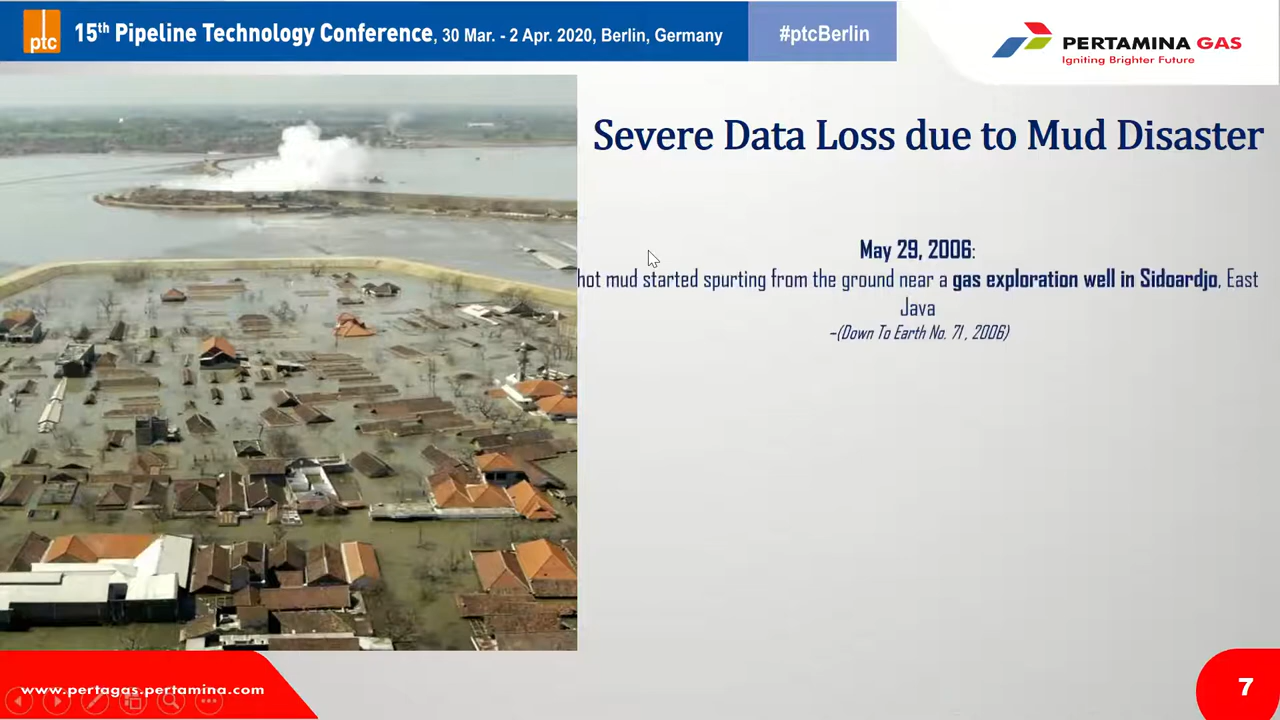 15th Pipeline Technology Conference, 30 Mar. - 2 Apr. 2020, Berlin, Germany
#ptcBerlin
ptc
PERTAMINA GAS
Igniting Brighter Future
Severe Data Loss due to Mud Disaster
May 29, 2006:
hot mud started spurting from the ground near a gas exploration well in Sidoardjo, East
Java
–(Down To Earth No. 71 , 2006)
www.pertagas.pertamina.com
7